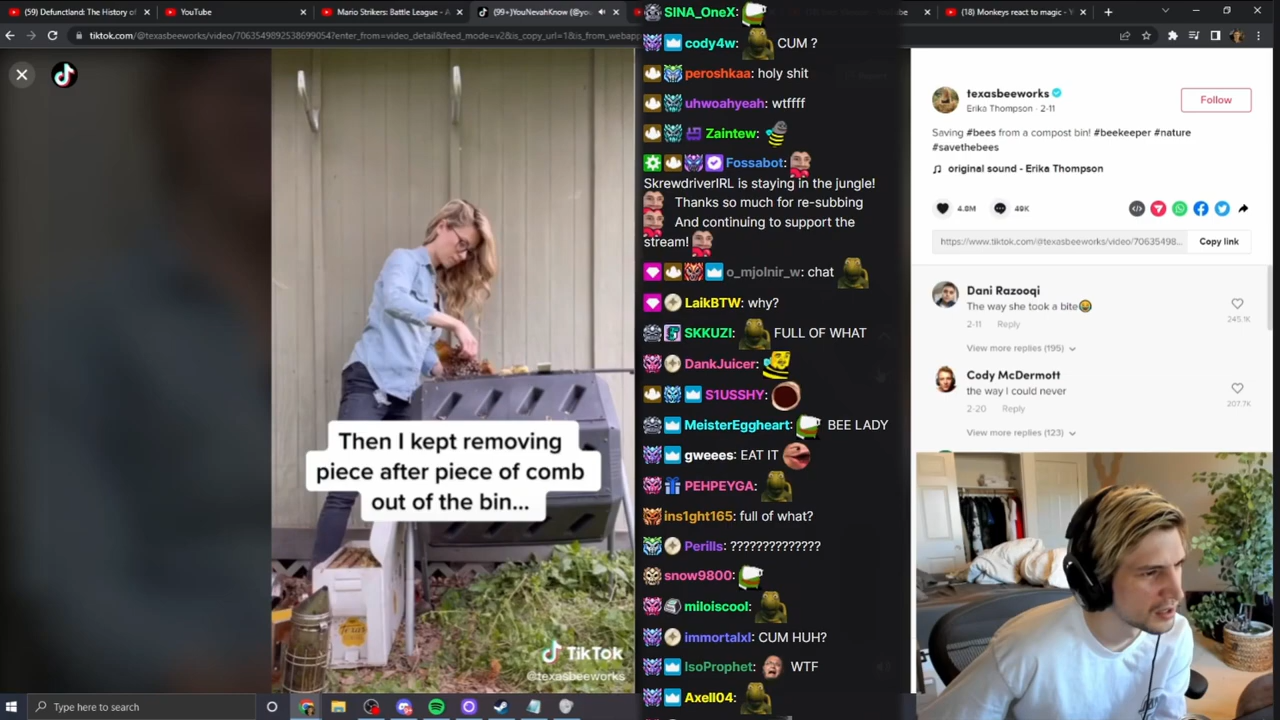 (59) Defunctland: The History of
YouTube
Mario Strikers: Battle League - A
(99+)YouNevahKnow (@you
(18) Monkeys react to magic - Y
tiktok.com/@texasbeeworks/video/7063549892538699054?enter_from=video_detail&feed_mode=v2&is_copy_url=1&is_from_webapp
SINA_OneX:
cody4w: CUM ?
peroshkaa: holy shit
uhwoahyeah: wtffff
Zaintew:
Fossabot:
SkrewdriverIRL is staying in the jungle!
Thanks so much for re-subbing
And continuing to support the
stream!
o_mjolnir_w: chat
LaikBTW: why?
SKKUZI: FULL OF WHAT
DankJuicer:
S1USSHY:
MeisterEggheart: BEE LADY
gweees: EAT IT
PEHPEYGA:
ins1ght165: full of what?
Perills: ??????????????
snow9800:
miloiscool:
immortalxl: CUM HUH?
IsoProphet: WTF
Axell04:
Then I kept removing
piece after piece of comb
out of the bin...
TikTok
@texasbeeworks
texasbeeworks
Erika Thompson · 2-11
Follow
Saving #bees from a compost bin! #beekeeper #nature
#savethebees
original sound - Erika Thompson
4.8M
49K
https://www.tiktok.com/@texasbeeworks/video/70635498...
Copy link
Dani Razooqi
The way she took a bite
2-11 Reply
245.1K
View more replies (195)
Cody McDermott
the way I could never
2-20 Reply
207.7K
View more replies (123)
Type here to search